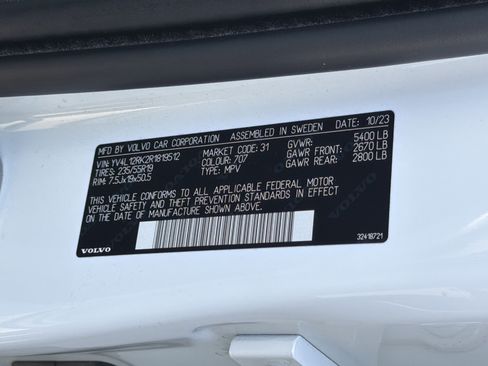 MFD BY VOLVO CAR CORPORATION ASSEMBLED IN SWEDEN DATE: 10/23
VIN: YV4L12RK2R1819512 MARKET CODE: 31 GVWR: 5400 LB
TIRES: 235/55R19 COLOUR: 707 GAWR FRONT: 2670 LB
RIM: 7.5Jx19x50.5 TYPE: MPV GAWR REAR: 2800 LB
THIS VEHICLE CONFORMS TO ALL APPLICABLE FEDERAL MOTOR
VEHICLE SAFETY AND THEFT PREVENTION STANDARDS IN EFFECT
ON THE DATE OF MANUFACTURE SHOWN ABOVE.
VOLVO 32418721